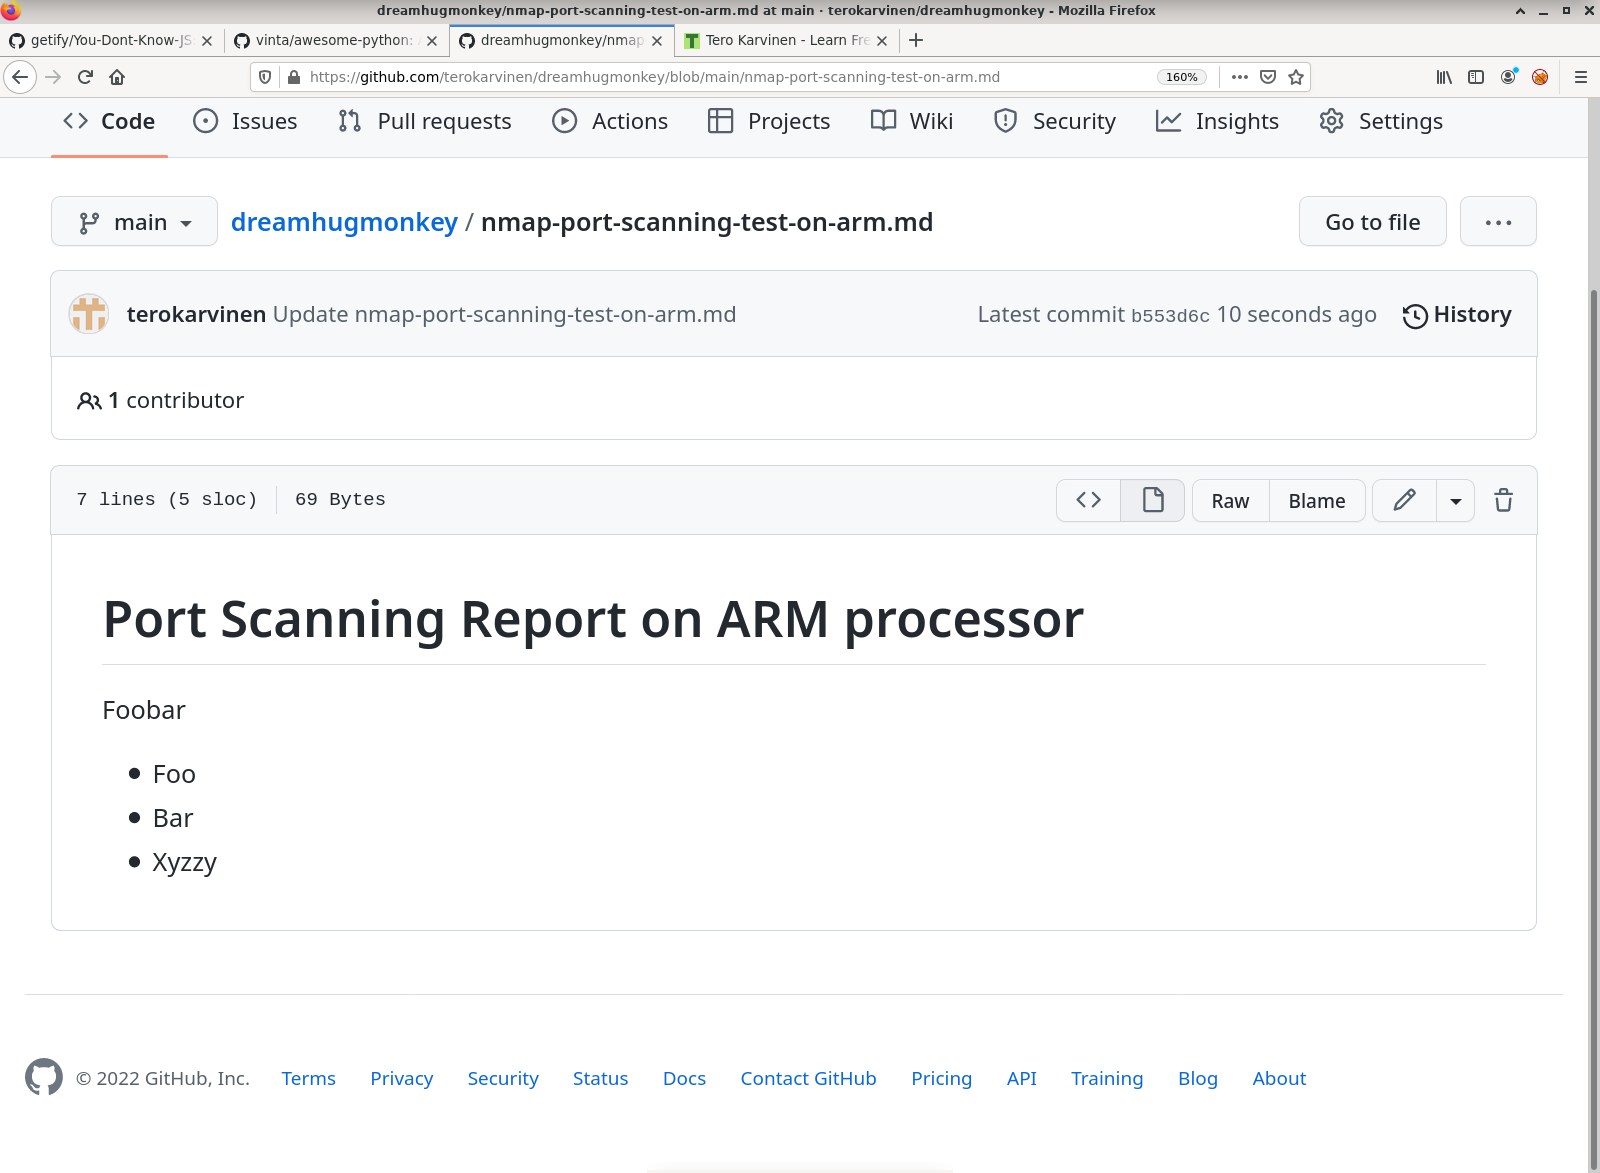 dreamhugmonkey/nmap-port-scanning-test-on-arm.md at main · terokarvinen/dreamhugmonkey - Mozilla Firefox
getify/You-Dont-Know-JS vinta/awesome-python: dreamhugmonkey/nmap Tero Karvinen - Learn Fre
https://github.com/terokarvinen/dreamhugmonkey/blob/main/nmap-port-scanning-test-on-arm.md 160%
Code Issues Pull requests Actions Projects Wiki Security Insights Settings
main dreamhugmonkey / nmap-port-scanning-test-on-arm.md Go to file
terokarvinen Update nmap-port-scanning-test-on-arm.md Latest commit b553d6c 10 seconds ago History
1 contributor
7 lines (5 sloc) 69 Bytes Raw Blame
Port Scanning Report on ARM processor
Foobar
Foo
Bar
Xyzzy
© 2022 GitHub, Inc. Terms Privacy Security Status Docs Contact GitHub Pricing API Training Blog About